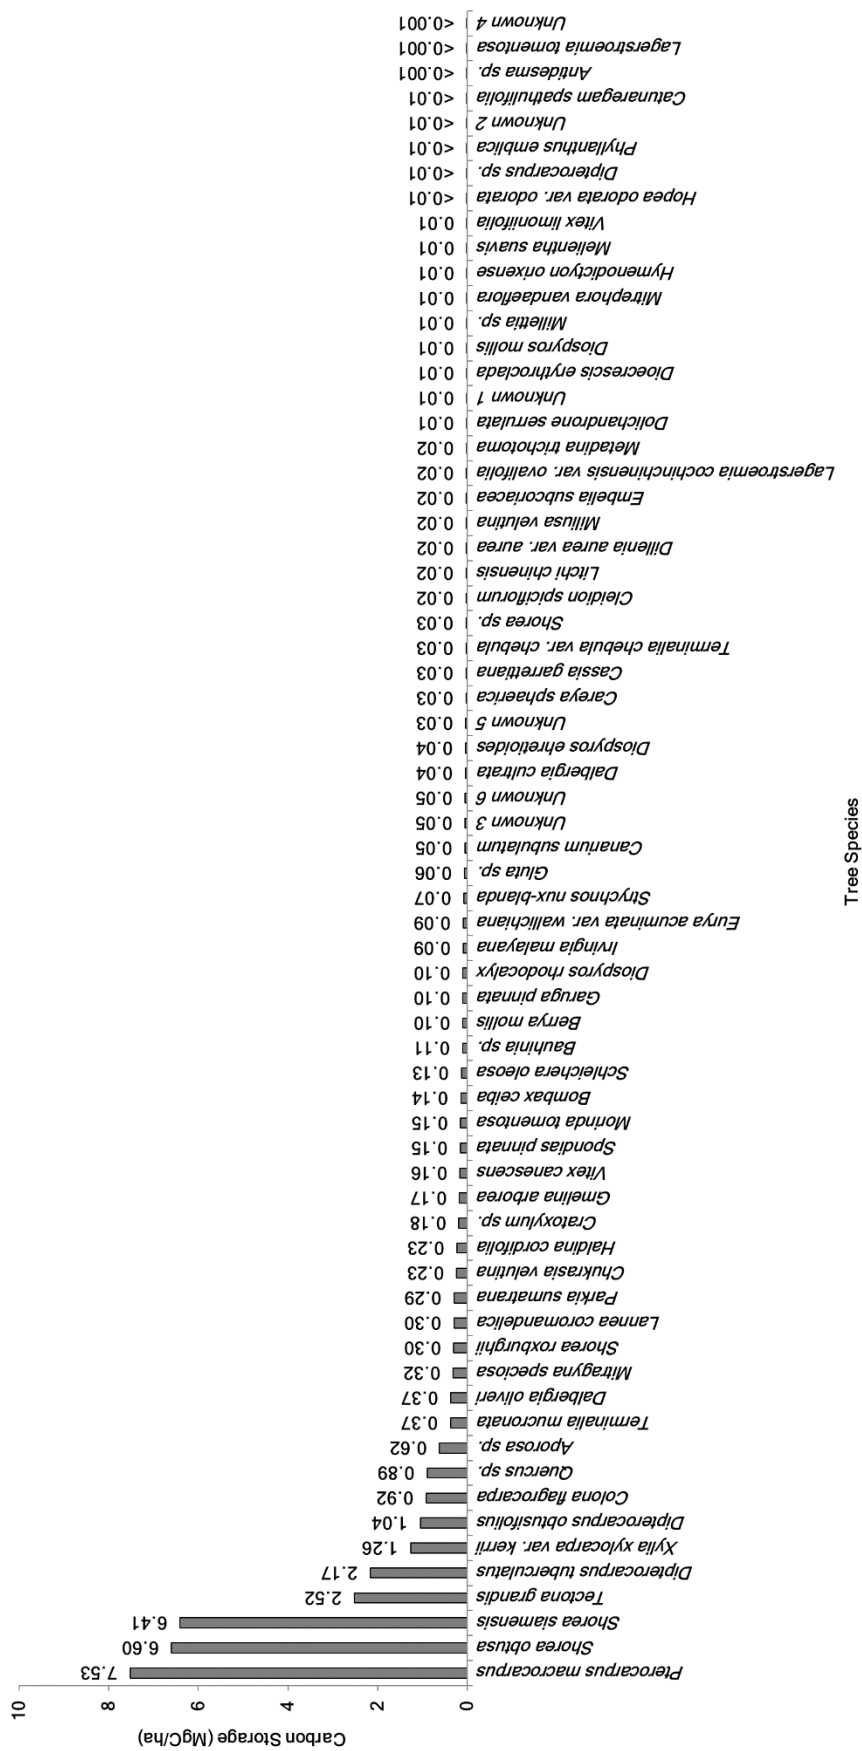 Carbon Storage (MgC/ha)
0
2
4
6
8
10
Pterocarpus macrocarpus 7.53
Shorea obtusa 6.60
Shorea siamensis 6.41
Tectona grandis 2.52
Dipterocarpus tuberculatus 2.17
Xylia xylocarpa var. kerrii 1.26
Dipterocarpus obtusifolius 1.04
Colona flagrocarpa 0.92
Quercus sp. 0.89
Aporosa sp. 0.62
Terminalia mucronata 0.37
Dalbergia oliveri 0.37
Mitragyna speciosa 0.32
Shorea roxburghii 0.30
Lannea coromandelica 0.30
Parkia sumatrana 0.29
Chukrasia velutina 0.23
Haldina cordifolia 0.23
Cratoxylum sp. 0.18
Gmelina arborea 0.17
Vitex canescens 0.16
Spondias pinnata 0.15
Morinda tomentosa 0.15
Bombax ceiba 0.14
Schleichera oleosa 0.13
Bauhinia sp. 0.11
Berrya mollis 0.10
Garuga pinnata 0.10
Diospyros rhodocalyx 0.10
Irvingia malayana 0.09
Eurya acuminata var. wallichiana 0.09
Strychnos nux-blanda 0.07
Gluta sp. 0.06
Canarium subulatum 0.05
Unknown 3 0.05
Unknown 6 0.05
Dalbergia cultrata 0.04
Diospyros ehretioides 0.04
Unknown 5 0.03
Careya sphaerica 0.03
Cassia garrettiana 0.03
Terminalia chebula var. chebula 0.03
Shorea sp. 0.03
Cleidion spiciflorum 0.02
Litchi chinensis 0.02
Dillenia aurea var. aurea 0.02
Miliusa velutina 0.02
Embelia subcoriacea 0.02
Lagerstroemia cochinchinensis var. ovalifolia 0.02
Metadina trichotoma 0.02
Dolichandrone serrulata 0.01
Unknown 1 0.01
Dioecrescis erythroclada 0.01
Diospyros mollis 0.01
Millettia sp. 0.01
Mitrephora vandaeflora 0.01
Hymenodictyon orixense 0.01
Melientha suavis 0.01
Vitex limoniifolia 0.01
Hopea odorata var. odorata <0.01
Dipterocarpus sp. <0.01
Phyllanthus emblica <0.01
Unknown 2 <0.01
Catunaregam spathulifolia <0.01
Antidesma sp. <0.001
Lagerstroemia tomentosa <0.001
Unknown 4 <0.001
Tree Species